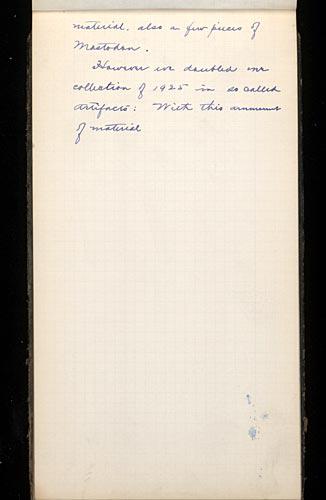 material, also a few pieces of
Mastodon.
However we doubled our
collection of 1925 in so called
artifacts: With this ammount
of material